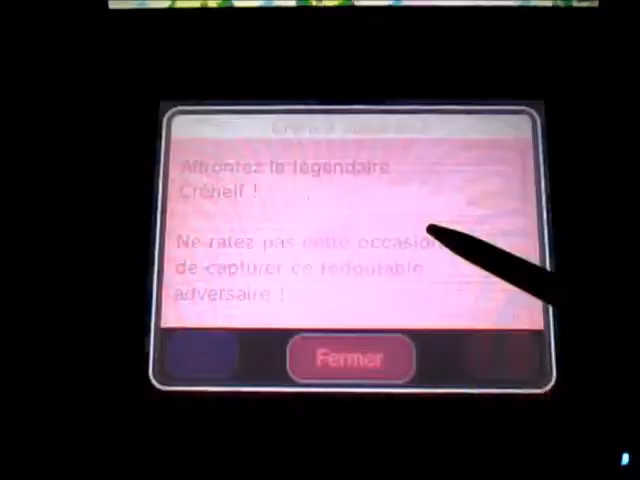 Affrontez le légendaire
Créhelf !
Ne ratez pas cette occasion
de capturer ce redoutable
adversaire !
Fermer